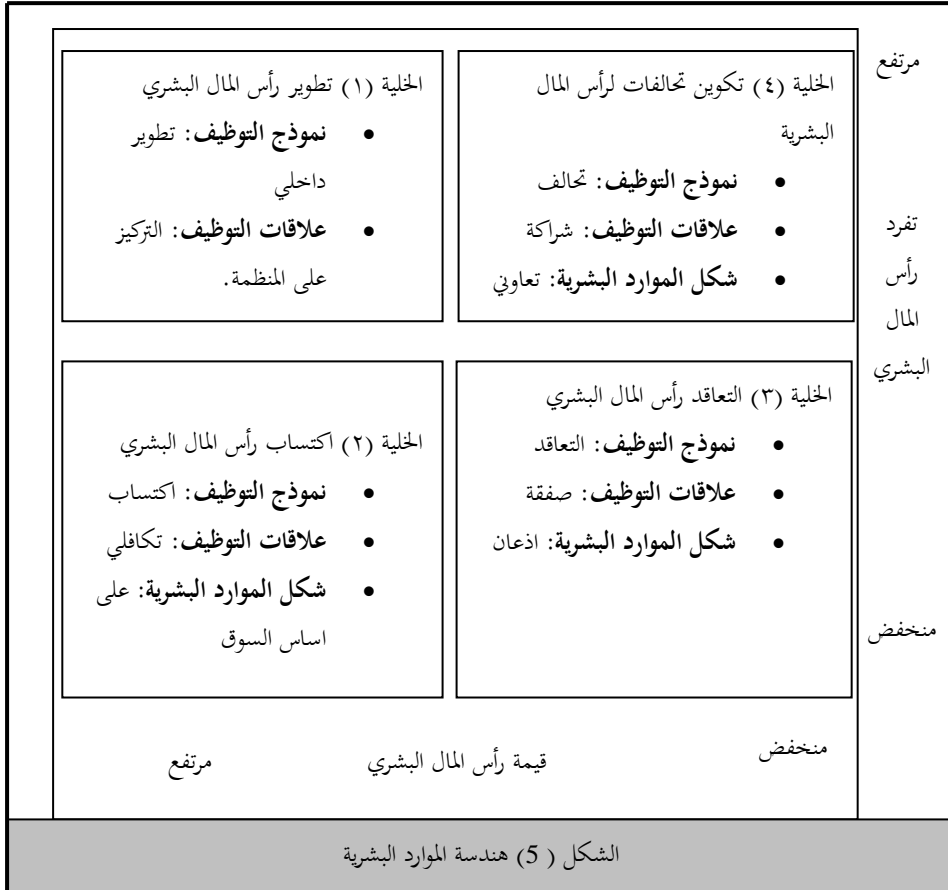 مرتفع
الخلية (٤) تكوين تحالفات لرأس المال
البشرية
• نموذج التوظيف: تحالف
• علاقات التوظيف: شراكة
• شكل الموارد البشرية: تعاوني
الخلية (١) تطوير رأس المال البشري
• نموذج التوظيف: تطوير
داخلي
• علاقات التوظيف: التركيز
على المنظمة.
تفرد
رأس
المال
البشري
الخلية (٣) التعاقد رأس المال البشري
• نموذج التوظيف: التعاقد
• علاقات التوظيف: صفقة
• شكل الموارد البشرية: اذعان
الخلية (٢) اكتساب رأس المال البشري
• نموذج التوظيف: اكتساب
• علاقات التوظيف: تكافلي
• شكل الموارد البشرية: على
اساس السوق
منخفض
منخفض قيمة رأس المال البشري مرتفع
الشكل ( 5) هندسة الموارد البشرية